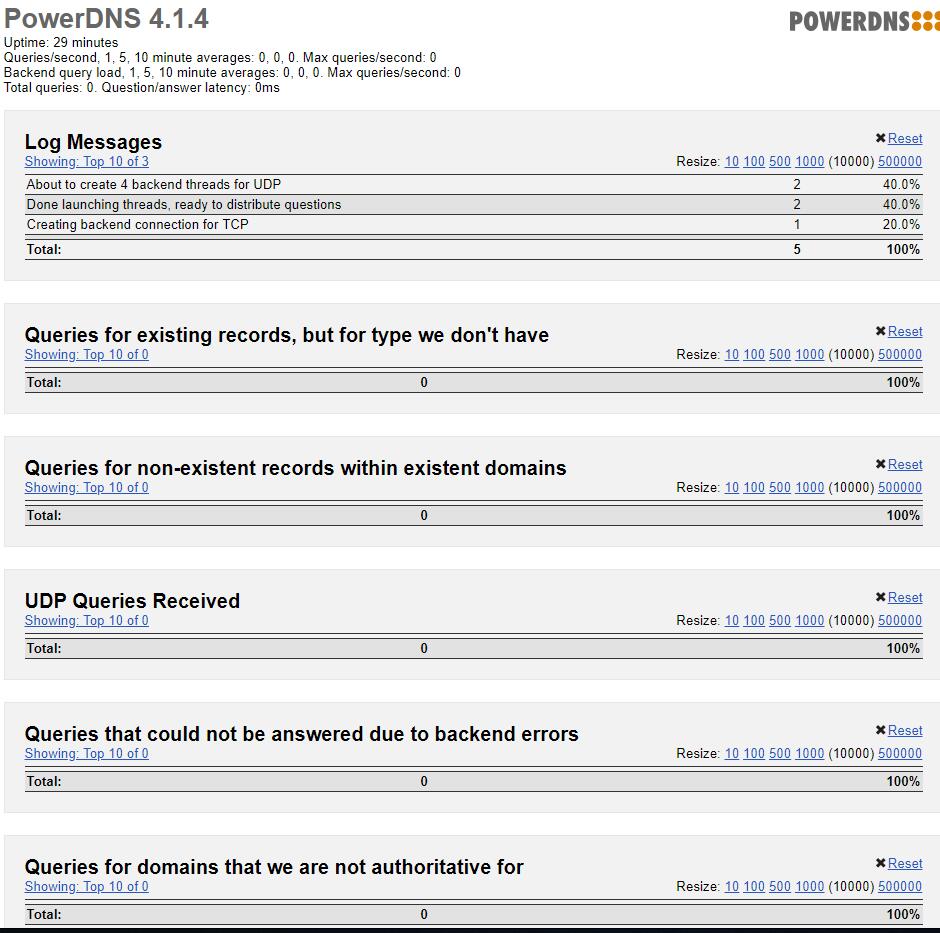 PowerDNS 4.1.4
POWERDNS
Uptime: 29 minutes
Queries/second, 1, 5, 10 minute averages: 0, 0, 0. Max queries/second: 0
Backend query load, 1, 5, 10 minute averages: 0, 0, 0. Max queries/second: 0
Total queries: 0. Question/answer latency: 0ms
Log Messages ✖Reset
Showing: Top 10 of 3 Resize: 10 100 500 1000 (10000) 500000
About to create 4 backend threads for UDP 2 40.0%
Done launching threads, ready to distribute questions 2 40.0%
Creating backend connection for TCP 1 20.0%
Total: 5 100%
Queries for existing records, but for type we don't have ✖Reset
Showing: Top 10 of 0 Resize: 10 100 500 1000 (10000) 500000
Total: 0 100%
Queries for non-existent records within existent domains ✖Reset
Showing: Top 10 of 0 Resize: 10 100 500 1000 (10000) 500000
Total: 0 100%
UDP Queries Received ✖Reset
Showing: Top 10 of 0 Resize: 10 100 500 1000 (10000) 500000
Total: 0 100%
Queries that could not be answered due to backend errors ✖Reset
Showing: Top 10 of 0 Resize: 10 100 500 1000 (10000) 500000
Total: 0 100%
Queries for domains that we are not authoritative for ✖Reset
Showing: Top 10 of 0 Resize: 10 100 500 1000 (10000) 500000
Total: 0 100%